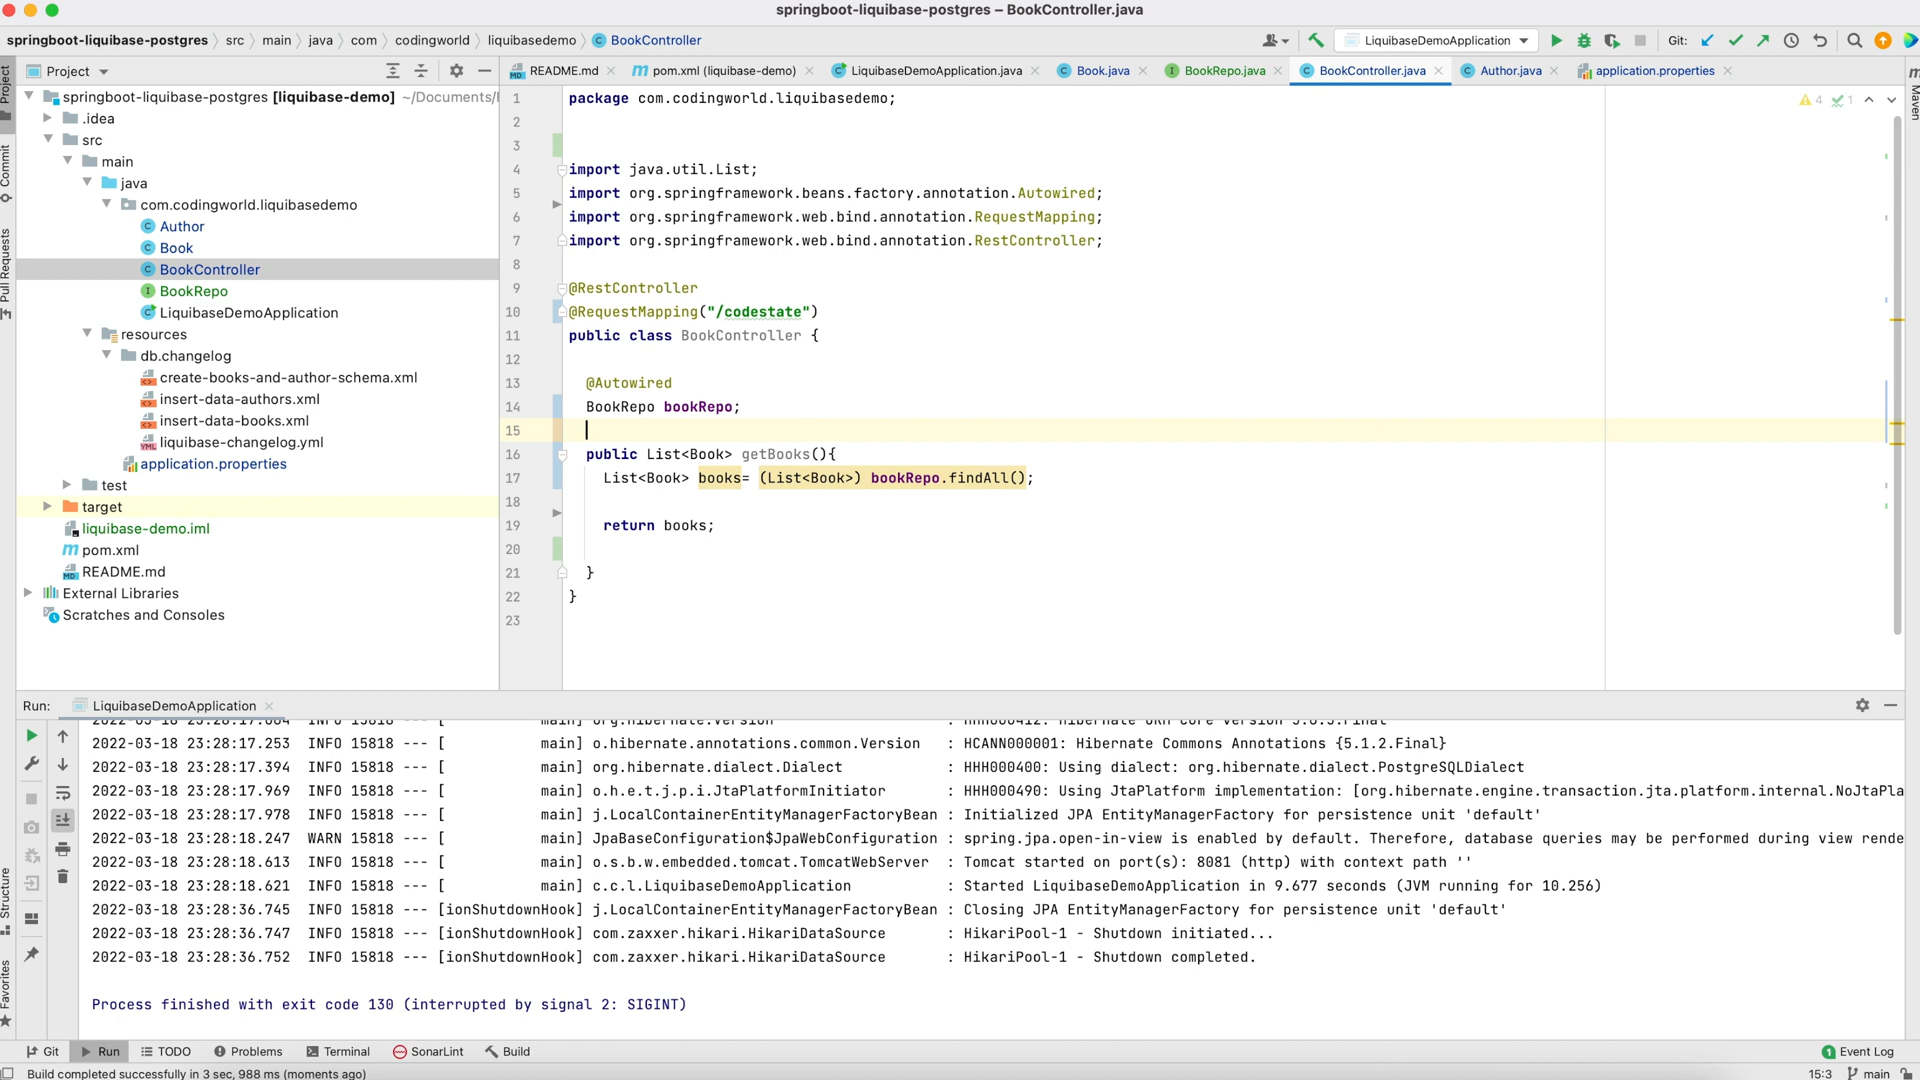 springboot-liquibase-postgres – BookController.java
springboot-liquibase-postgres src main java com codingworld liquibasedemo BookController
LiquibaseDemoApplication Git:
Project
README.md pom.xml (liquibase-demo) LiquibaseDemoApplication.java Book.java BookRepo.java BookController.java Author.java application.properties
Project
Commit
Pull Requests
Structure
Favorites
Maven
springboot-liquibase-postgres [liquibase-demo] ~/Documents/
.idea
src
main
java
com.codingworld.liquibasedemo
Author
Book
BookController
BookRepo
LiquibaseDemoApplication
resources
db.changelog
create-books-and-author-schema.xml
insert-data-authors.xml
insert-data-books.xml
liquibase-changelog.yml
application.properties
test
target
liquibase-demo.iml
pom.xml
README.md
External Libraries
Scratches and Consoles
4 1
1 package com.codingworld.liquibasedemo;
2
3
4 import java.util.List;
5 import org.springframework.beans.factory.annotation.Autowired;
6 import org.springframework.web.bind.annotation.RequestMapping;
7 import org.springframework.web.bind.annotation.RestController;
8
9 @RestController
10 @RequestMapping("/codestate")
11 public class BookController {
12
13 @Autowired
14 BookRepo bookRepo;
15
16 public List<Book> getBooks(){
17 List<Book> books= (List<Book>) bookRepo.findAll();
18
19 return books;
20
21 }
22 }
23
Run: LiquibaseDemoApplication
2022-03-18 23:28:17.253 INFO 15818 --- [ main] o.hibernate.annotations.common.Version : HCANN000001: Hibernate Commons Annotations {5.1.2.Final}
2022-03-18 23:28:17.394 INFO 15818 --- [ main] org.hibernate.dialect.Dialect : HHH000400: Using dialect: org.hibernate.dialect.PostgreSQLDialect
2022-03-18 23:28:17.969 INFO 15818 --- [ main] o.h.e.t.j.p.i.JtaPlatformInitiator : HHH000490: Using JtaPlatform implementation: [org.hibernate.engine.transaction.jta.platform.internal.NoJtaPla
2022-03-18 23:28:17.978 INFO 15818 --- [ main] j.LocalContainerEntityManagerFactoryBean : Initialized JPA EntityManagerFactory for persistence unit 'default'
2022-03-18 23:28:18.247 WARN 15818 --- [ main] JpaBaseConfiguration$JpaWebConfiguration : spring.jpa.open-in-view is enabled by default. Therefore, database queries may be performed during view rende
2022-03-18 23:28:18.613 INFO 15818 --- [ main] o.s.b.w.embedded.tomcat.TomcatWebServer : Tomcat started on port(s): 8081 (http) with context path ''
2022-03-18 23:28:18.621 INFO 15818 --- [ main] c.c.l.LiquibaseDemoApplication : Started LiquibaseDemoApplication in 9.677 seconds (JVM running for 10.256)
2022-03-18 23:28:36.745 INFO 15818 --- [ionShutdownHook] j.LocalContainerEntityManagerFactoryBean : Closing JPA EntityManagerFactory for persistence unit 'default'
2022-03-18 23:28:36.747 INFO 15818 --- [ionShutdownHook] com.zaxxer.hikari.HikariDataSource : HikariPool-1 - Shutdown initiated...
2022-03-18 23:28:36.752 INFO 15818 --- [ionShutdownHook] com.zaxxer.hikari.HikariDataSource : HikariPool-1 - Shutdown completed.
Process finished with exit code 130 (interrupted by signal 2: SIGINT)
Git Run TODO Problems Terminal SonarLint Build 1 Event Log
Build completed successfully in 3 sec, 988 ms (moments ago) 15:3 main